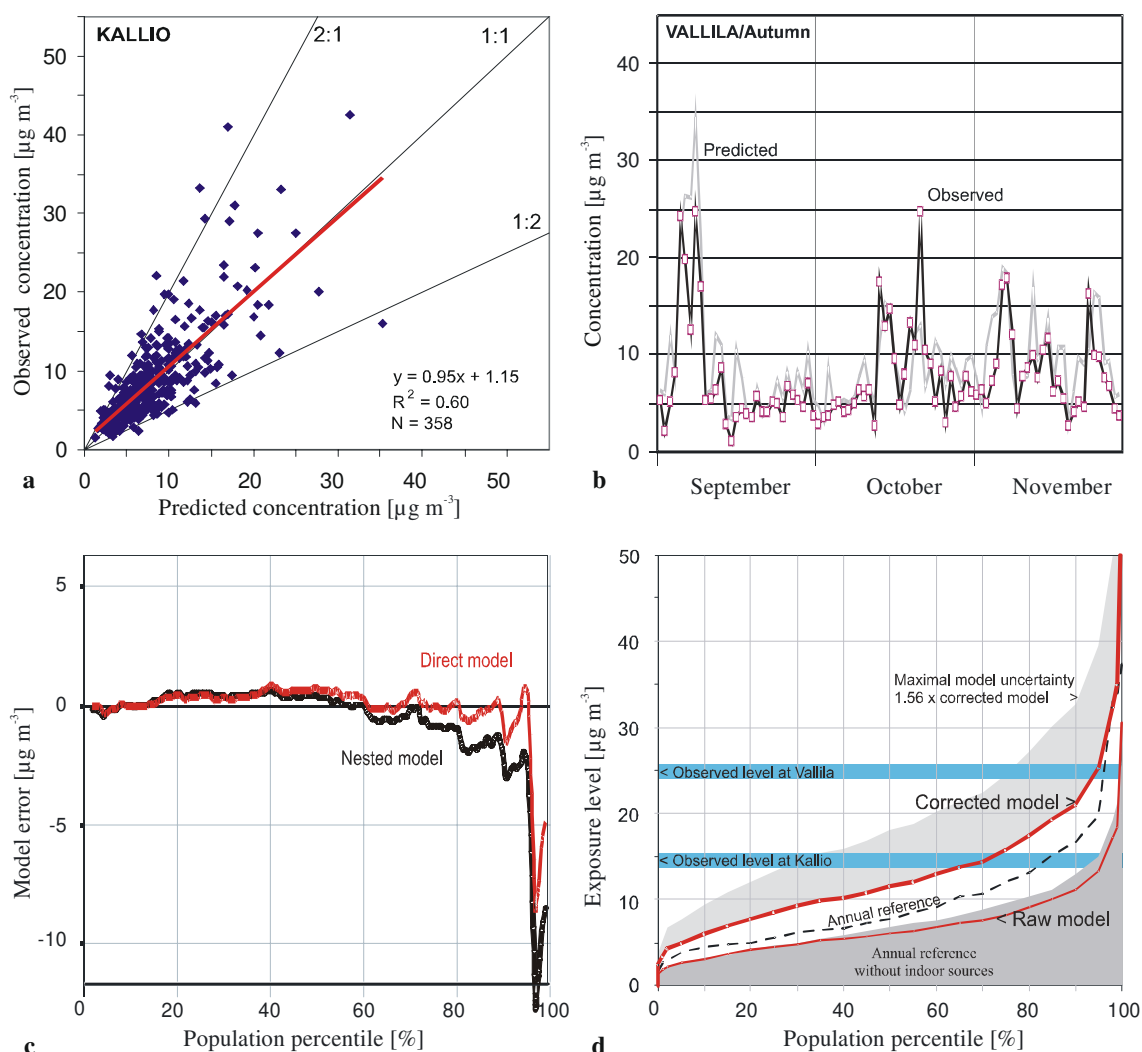 KALLIO
2:1
1:1
1:2
50
40
30
20
10
0
Observed concentration [µg m-3]
y = 0.95x + 1.15
R2 = 0.60
N = 358
0 10 20 30 40 50
a
Predicted concentration [µg m-3]
VALLILA/Autumn
40
30
20
10
0
Concentration [µg m-3]
Predicted
Observed
b
September October November
5
0
-5
-10
Model error [µg m-3]
Direct model
Nested model
0 20 40 60 80 100
Population percentile [%]
c
50
40
30
20
10
0
Exposure level [µg m-3]
Maximal model uncertainty
1.56 x corrected model >
< Observed level at Vallila
Corrected model >
< Observed level at Kallio
Annual reference
< Raw model
Annual reference
without indoor sources
0 20 40 60 80 100
Population percentile [%]
d